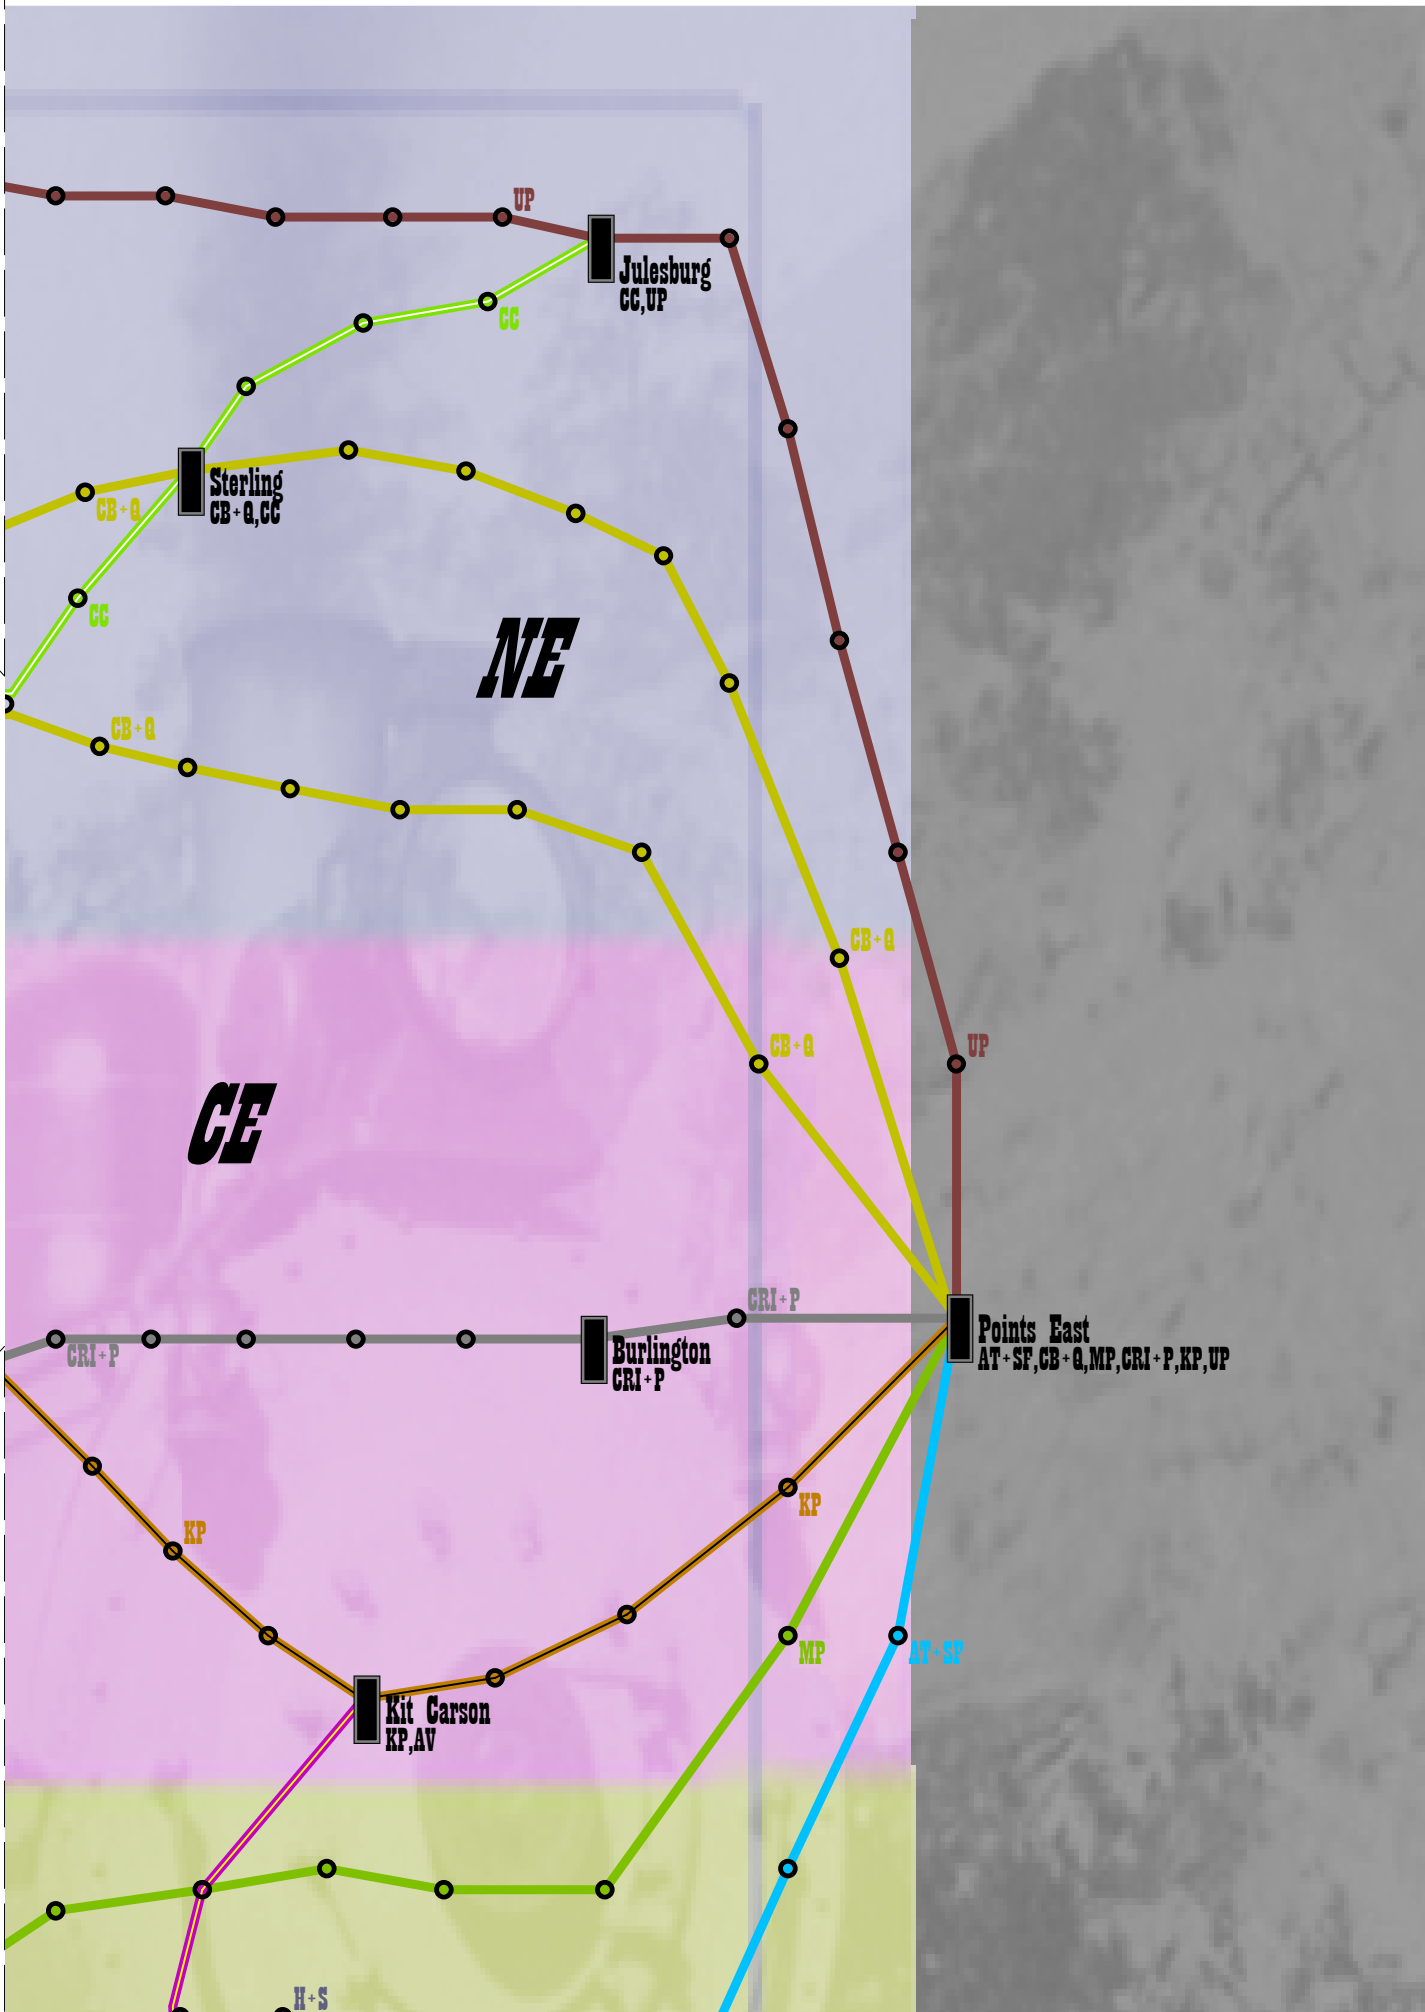 UP
Julesburg
CC,UP
CC
Sterling
CB+Q,CC
CB+Q
CC
NE
CB+Q
CB+Q
CB+Q
UP
CE
CRI+P
Points East
AT+SF,CB+Q,MP,CRI+P,KP,UP
CRI+P
Burlington
CRI+P
KP
KP
MP
AT+SF
Kit Carson
KP,AV
H+S